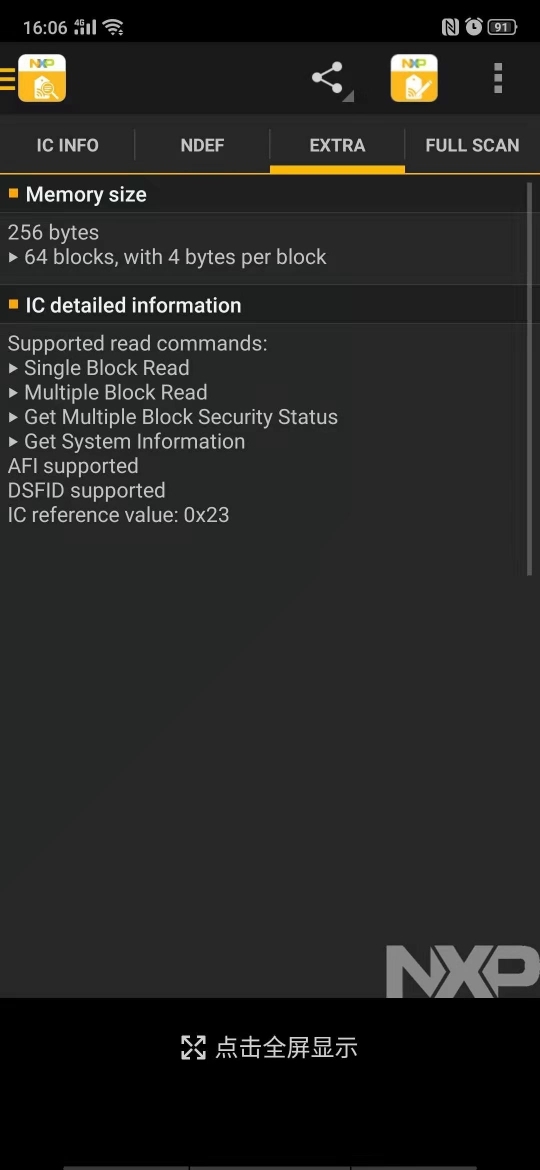 16:06
4G
91
NXP
NXP
IC INFO
NDEF
EXTRA
FULL SCAN
Memory size
256 bytes
64 blocks, with 4 bytes per block
IC detailed information
Supported read commands:
Single Block Read
Multiple Block Read
Get Multiple Block Security Status
Get System Information
AFI supported
DSFID supported
IC reference value: 0x23
NXP
点击全屏显示